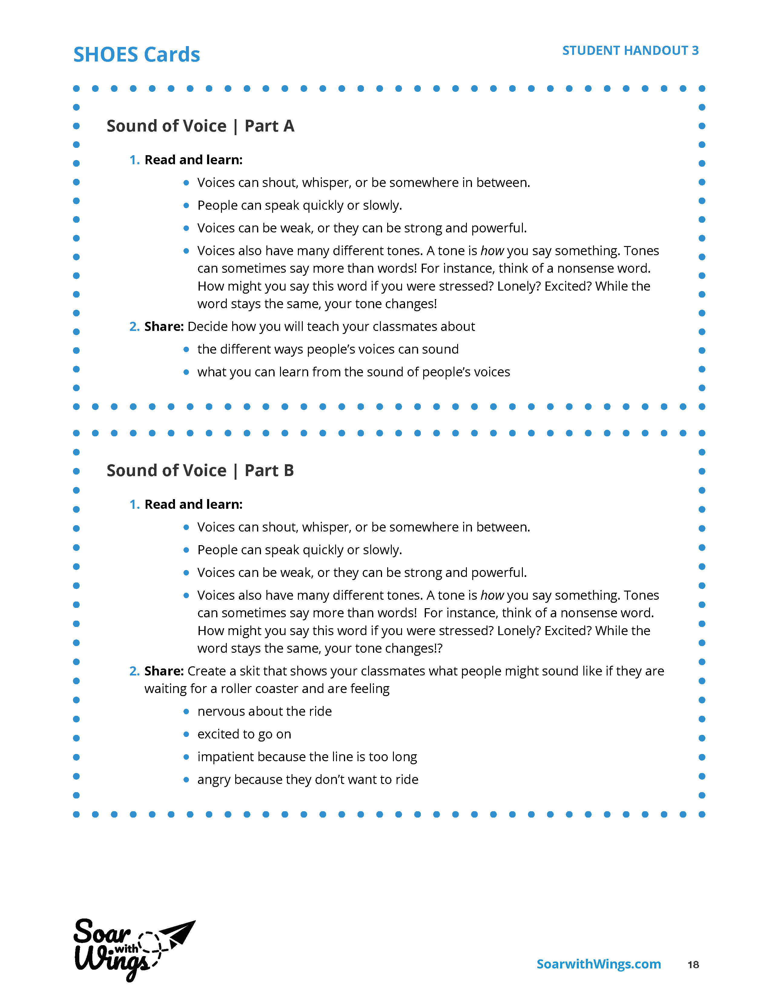 SHOES Cards
STUDENT HANDOUT 3
Sound of Voice | Part A
1. Read and learn:
• Voices can shout, whisper, or be somewhere in between.
• People can speak quickly or slowly.
• Voices can be weak, or they can be strong and powerful.
• Voices also have many different tones. A tone is how you say something. Tones
can sometimes say more than words! For instance, think of a nonsense word.
How might you say this word if you were stressed? Lonely? Excited? While the
word stays the same, your tone changes!
2. Share: Decide how you will teach your classmates about
• the different ways people’s voices can sound
• what you can learn from the sound of people’s voices
Sound of Voice | Part B
1. Read and learn:
• Voices can shout, whisper, or be somewhere in between.
• People can speak quickly or slowly.
• Voices can be weak, or they can be strong and powerful.
• Voices also have many different tones. A tone is how you say something. Tones
can sometimes say more than words!  For instance, think of a nonsense word.
How might you say this word if you were stressed? Lonely? Excited? While the
word stays the same, your tone changes!?
2. Share: Create a skit that shows your classmates what people might sound like if they are
waiting for a roller coaster and are feeling
• nervous about the ride
• excited to go on
• impatient because the line is too long
• angry because they don’t want to ride
Soar
with
Wings
SoarwithWings.com
18